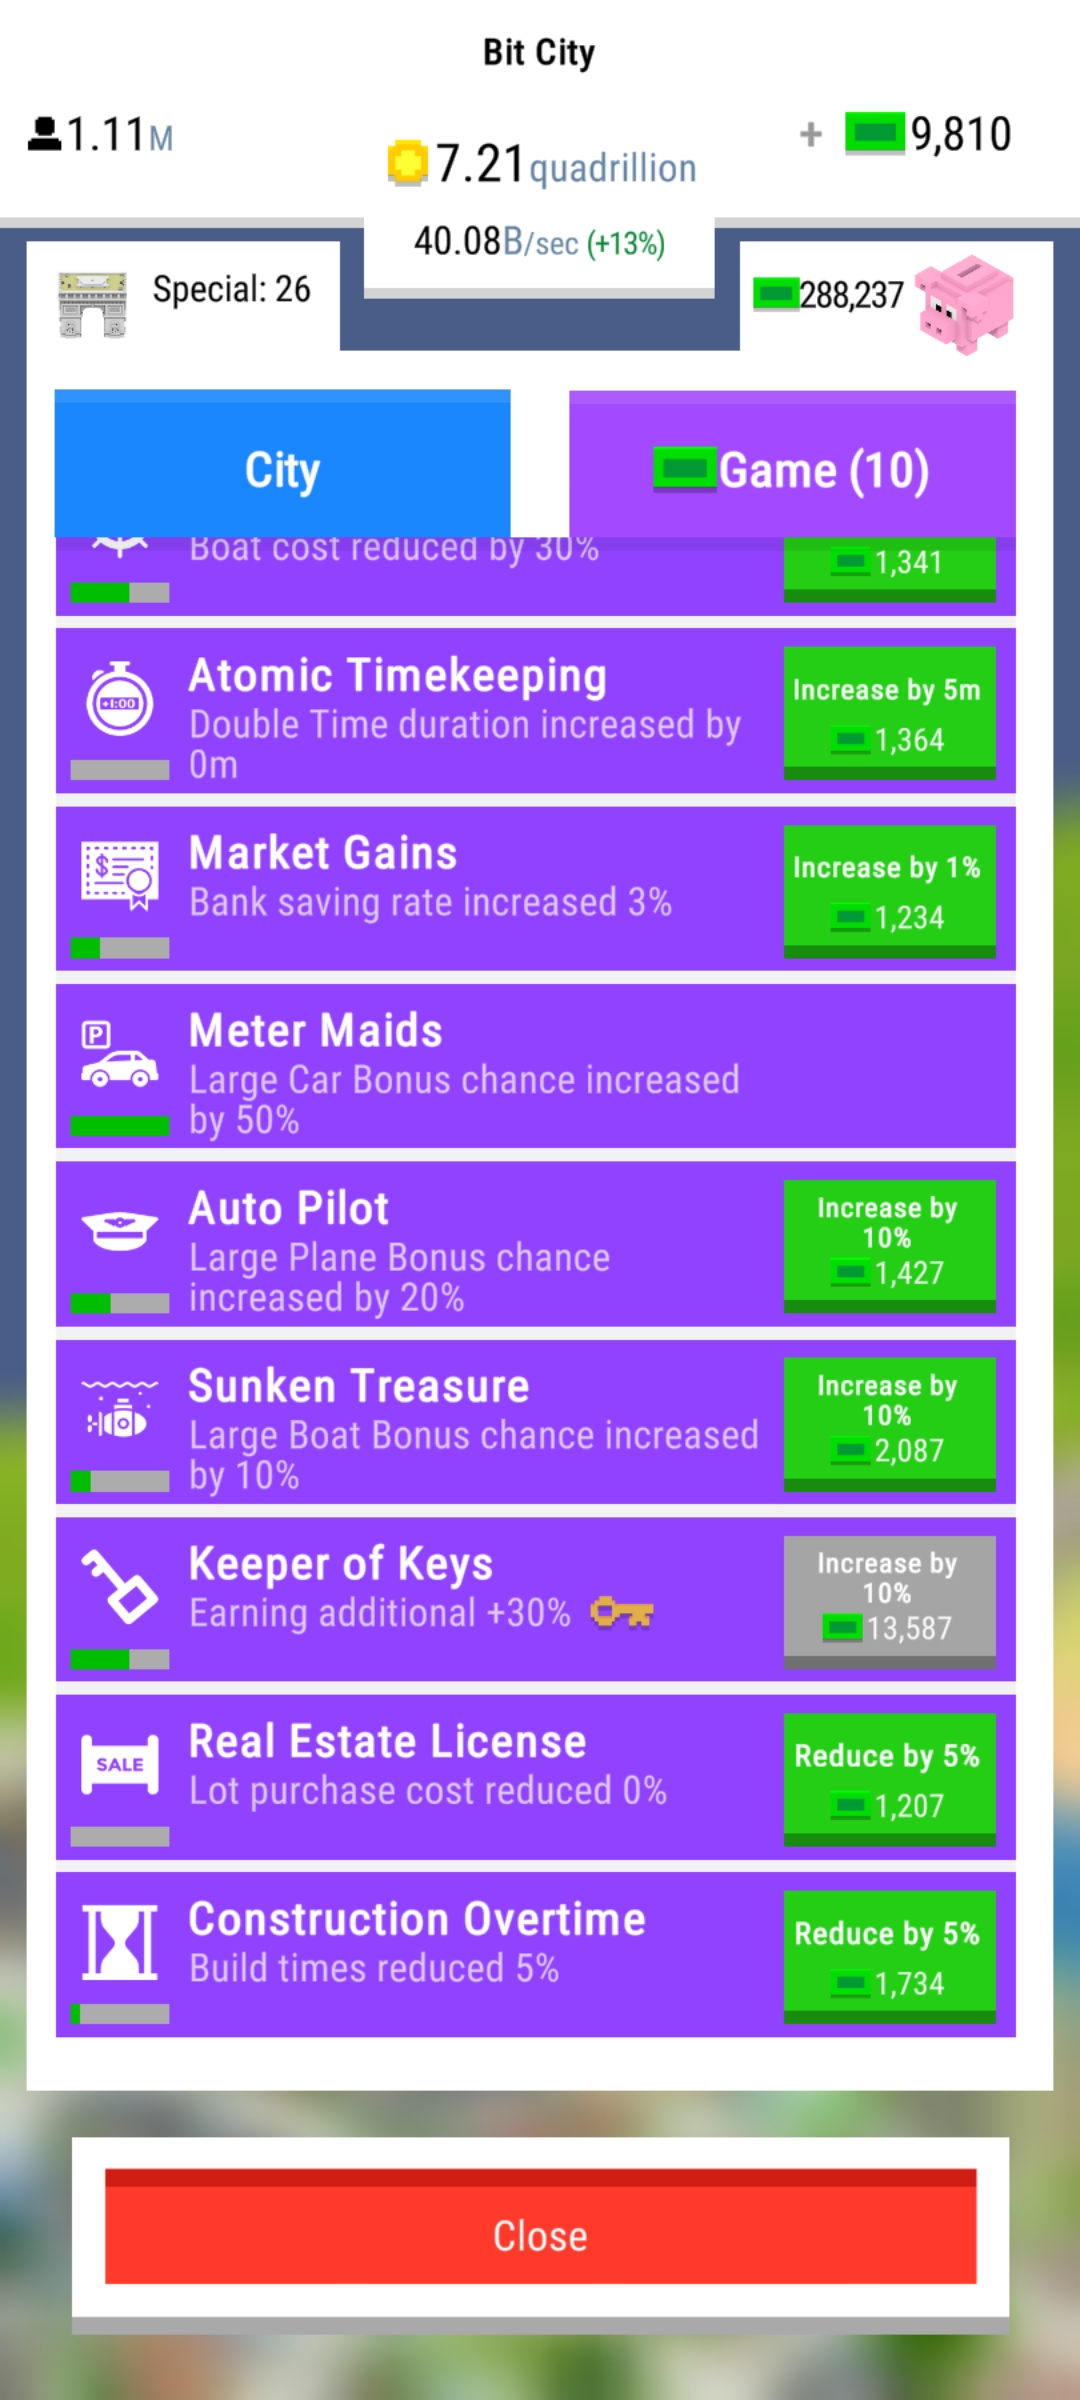 Bit City
1.11M
7.21quadrillion
+ 9,810
40.08B/sec (+13%)
Special: 26
288,237
City
Game (10)
Boat cost reduced by 30%
1,341
Atomic Timekeeping
Double Time duration increased by
0m
Increase by 5m
1,364
Market Gains
Bank saving rate increased 3%
Increase by 1%
1,234
P
Meter Maids
Large Car Bonus chance increased
by 50%
Auto Pilot
Large Plane Bonus chance
increased by 20%
Increase by
10%
1,427
Sunken Treasure
Large Boat Bonus chance increased
by 10%
Increase by
10%
2,087
Keeper of Keys
Earning additional +30%
Increase by
10%
13,587
SALE
Real Estate License
Lot purchase cost reduced 0%
Reduce by 5%
1,207
Construction Overtime
Build times reduced 5%
Reduce by 5%
1,734
Close